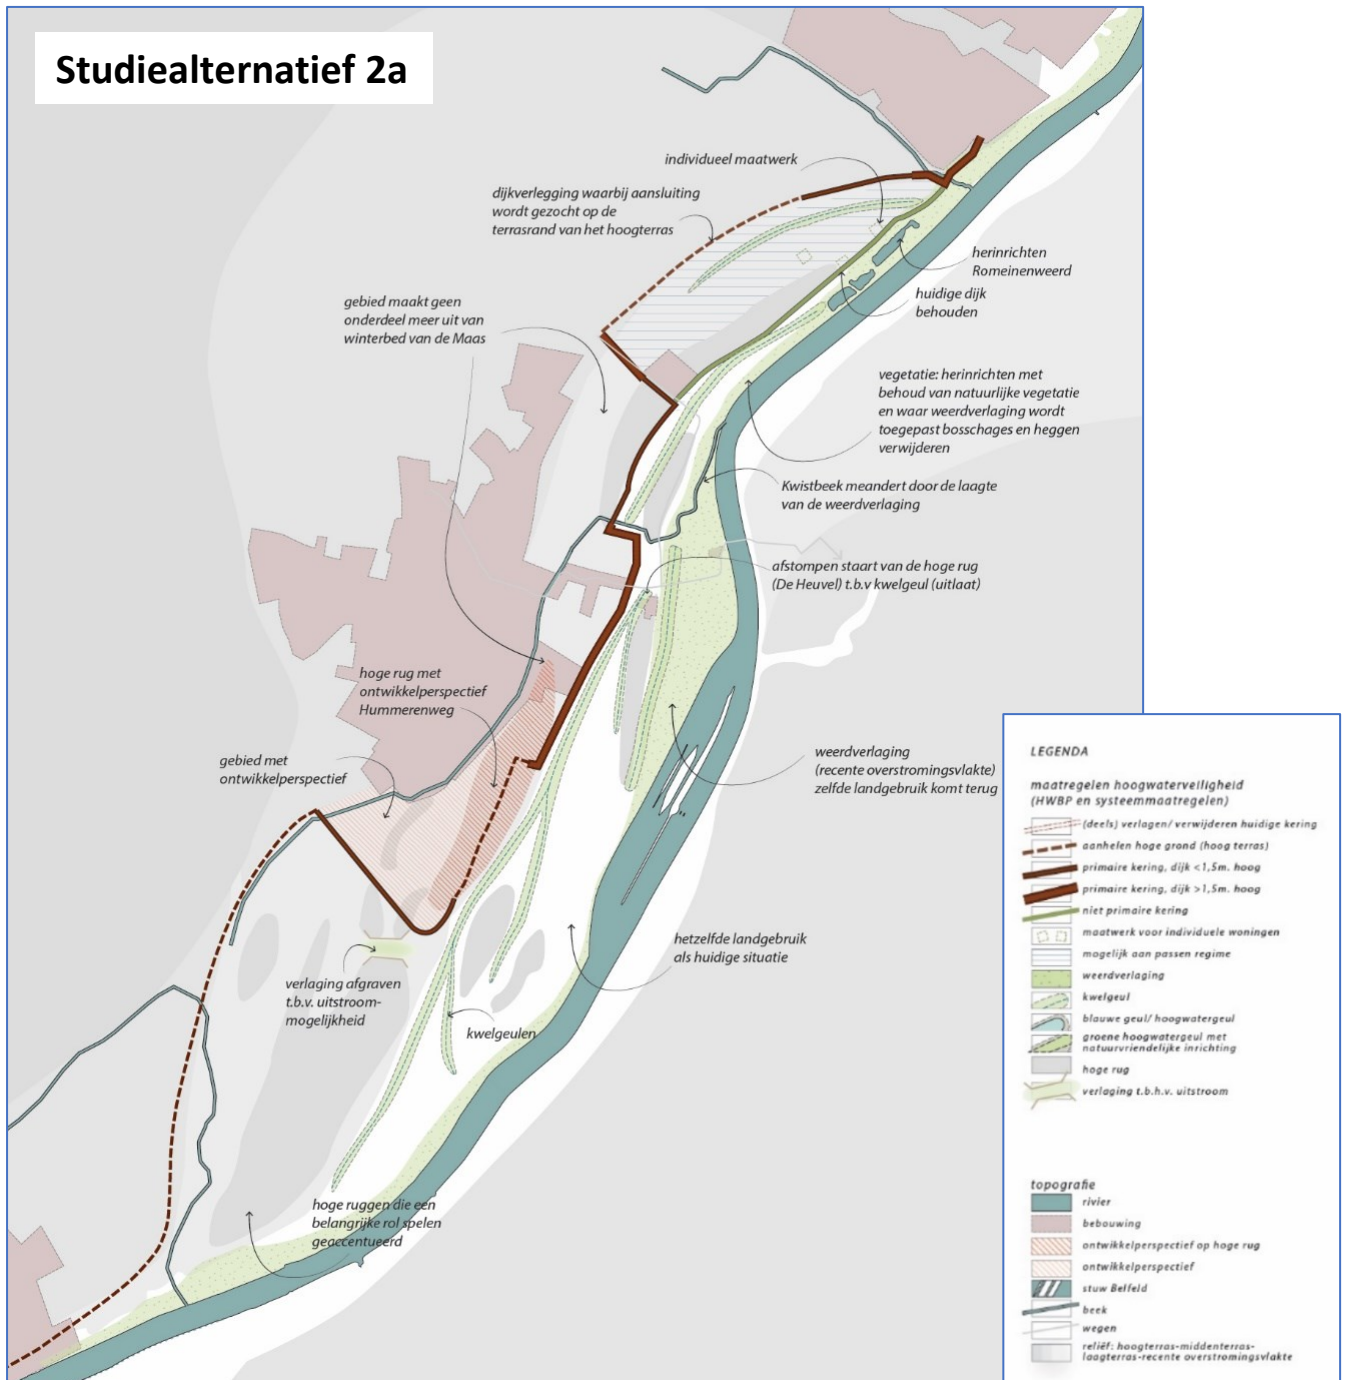 Studiealternatief 2a
individueel maatwerk
dijkverlegging waarbij aansluiting
wordt gezocht op de
terrasrand van het hoogterras
herinrichten
Romeinenweerd
huidige dijk
behouden
gebied maakt geen
onderdeel meer uit van
winterbed van de Maas
vegetatie: herinrichten met
behoud van natuurlijke vegetatie
en waar weerdverlaging wordt
toegepast bosschages en heggen
verwijderen
Kwistbeek meandert door de laagte
van de weerdverlaging
afstompen staart van de hoge rug
(De Heuvel) t.b.v kwelgeul (uitlaat)
hoge rug met
ontwikkelperspectief
Hummerenweg
gebied met
ontwikkelperspectief
weerdverlaging
(recente overstromingsvlakte)
zelfde landgebruik komt terug
hetzelfde landgebruik
als huidige situatie
verlaging afgraven
t.b.v. uitstroom-
mogelijkheid
kwelgeulen
hoge ruggen die een
belangrijke rol spelen
geaccentueerd
LEGENDA
maatregelen hoogwaterveiligheid
(HWBP en systeemmaatregelen)
(deels) verlagen/ verwijderen huidige kering
aanhelen hoge grond (hoog terras)
primaire kering, dijk <1,5m. hoog
primaire kering, dijk >1,5m. hoog
niet primaire kering
maatwerk voor individuele woningen
mogelijk aan passen regime
weerdverlaging
kwelgeul
blauwe geul/ hoogwatergeul
groene hoogwatergeul met
natuurvriendelijke inrichting
hoge rug
verlaging t.b.h.v. uitstroom
topografie
rivier
bebouwing
ontwikkelperspectief op hoge rug
ontwikkelperspectief
stuw Belfeld
beek
wegen
reliëf: hoogterras-middenterras-
laagterras-recente overstromingsvlakte